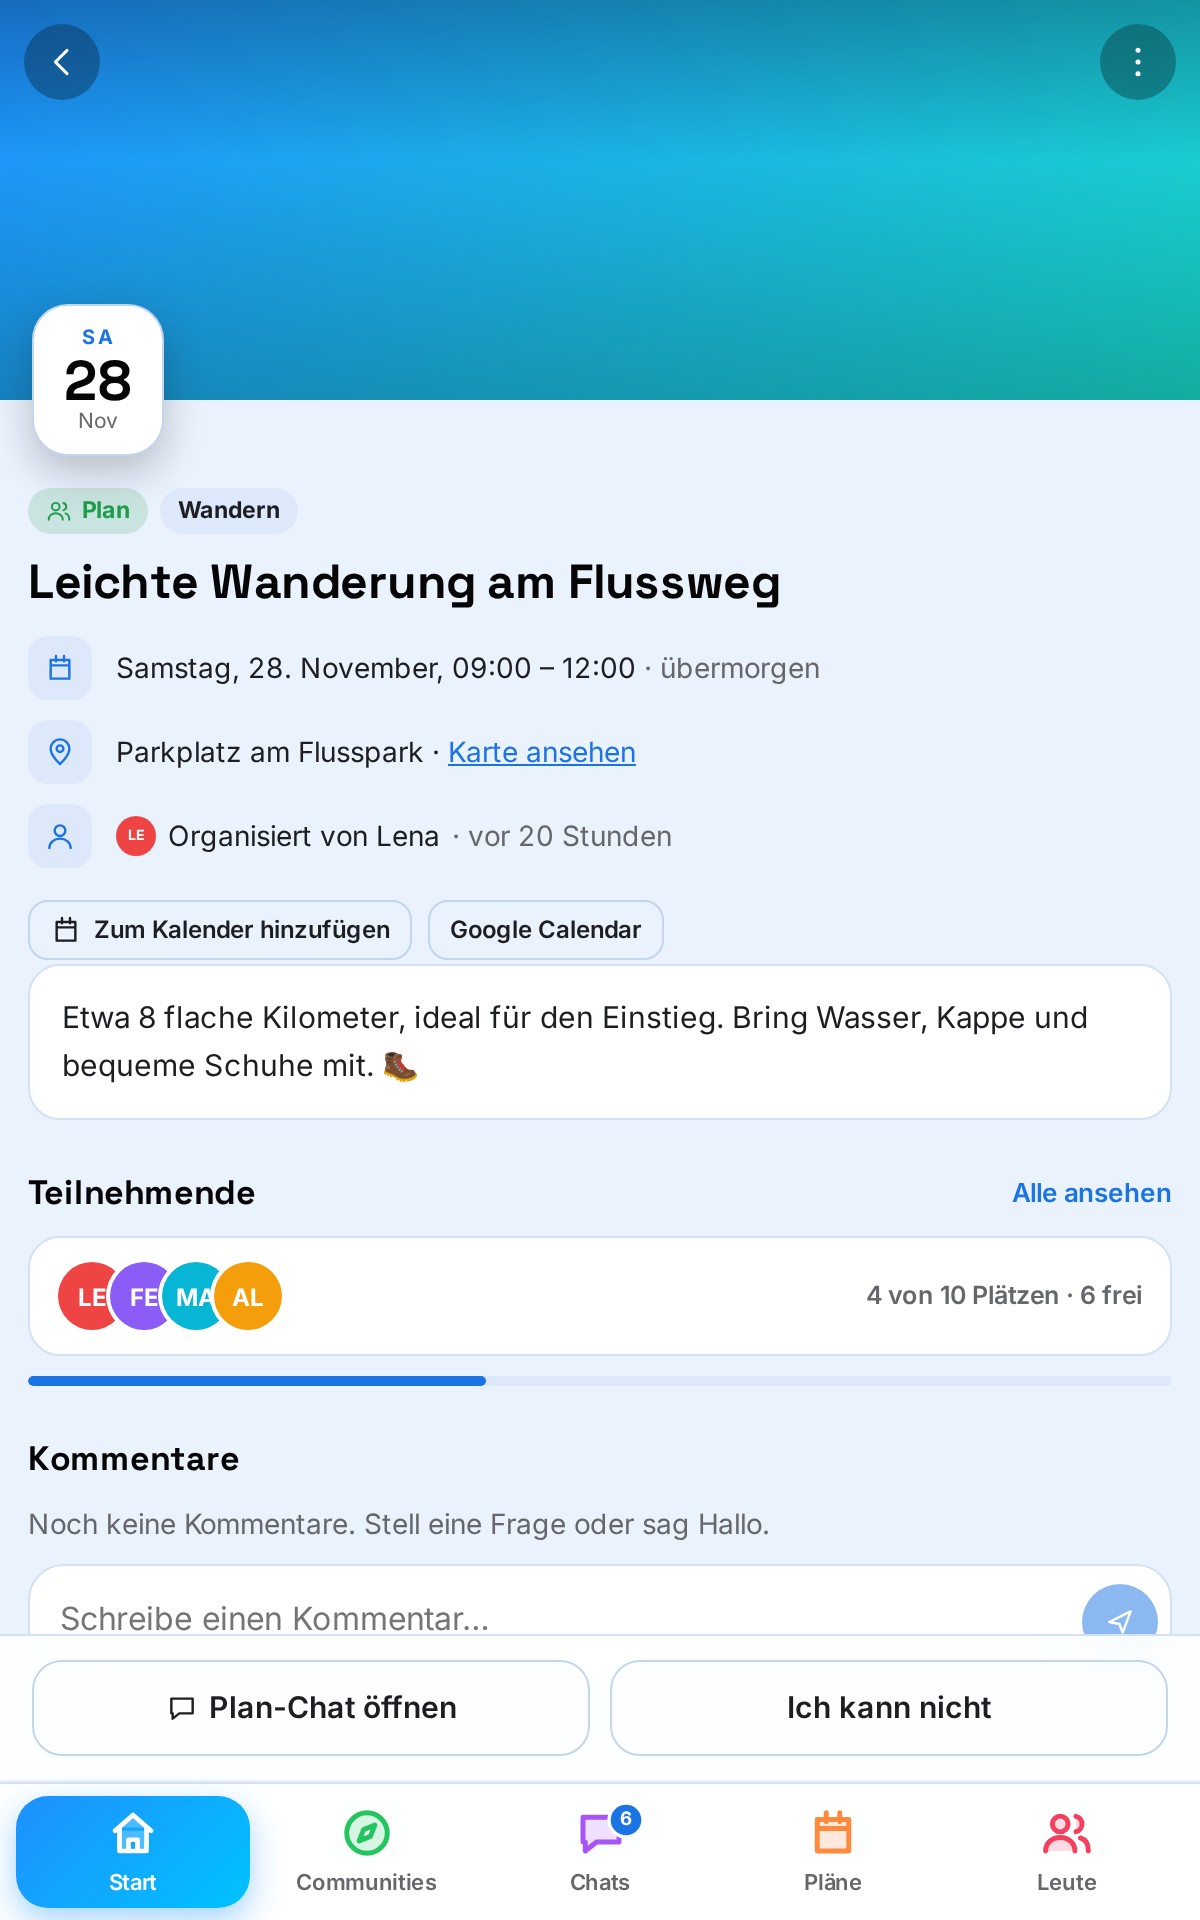 SA
28
Nov
Plan
Wandern
Leichte Wanderung am Flussweg
Samstag, 28. November, 09:00 – 12:00 · übermorgen
Parkplatz am Flusspark · Karte ansehen
LE Organisiert von Lena · vor 20 Stunden
Zum Kalender hinzufügen
Google Calendar
Etwa 8 flache Kilometer, ideal für den Einstieg. Bring Wasser, Kappe und
bequeme Schuhe mit. 🥾
Teilnehmende
Alle ansehen
LE FE MA AL
4 von 10 Plätzen · 6 frei
Kommentare
Noch keine Kommentare. Stell eine Frage oder sag Hallo.
Schreibe einen Kommentar...
Plan-Chat öffnen
Ich kann nicht
6
Start
Communities
Chats
Pläne
Leute